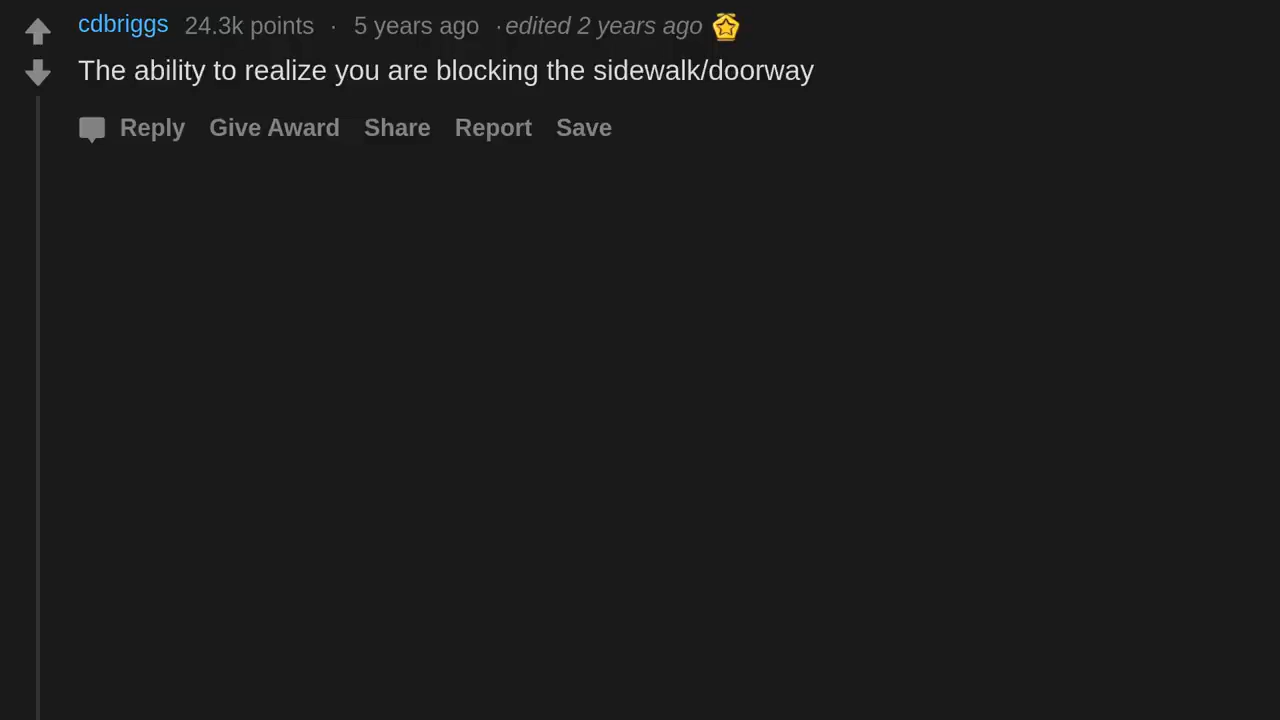 cdbriggs 24.3k points · 5 years ago · edited 2 years ago
The ability to realize you are blocking the sidewalk/doorway
Reply Give Award Share Report Save